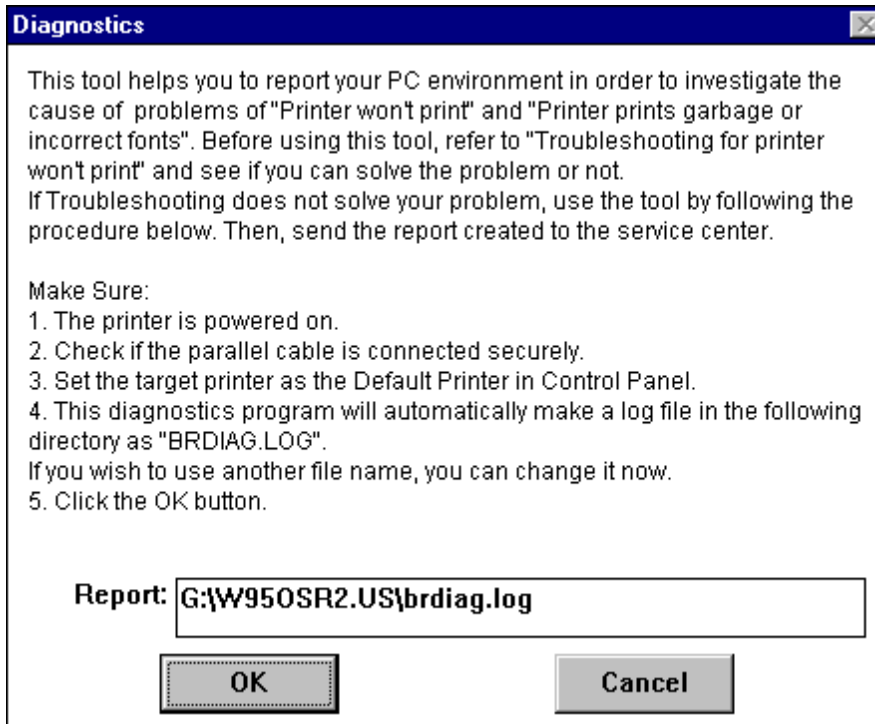 Diagnostics
This tool helps you to report your PC environment in order to investigate the
cause of  problems of "Printer won't print" and "Printer prints garbage or
incorrect fonts". Before using this tool, refer to "Troubleshooting for printer
won't print" and see if you can solve the problem or not.
If Troubleshooting does not solve your problem, use the tool by following the
procedure below. Then, send the report created to the service center.
Make Sure:
1. The printer is powered on.
2. Check if the parallel cable is connected securely.
3. Set the target printer as the Default Printer in Control Panel.
4. This diagnostics program will automatically make a log file in the following
directory as "BRDIAG.LOG".
If you wish to use another file name, you can change it now.
5. Click the OK button.
Report: G:\W95OSR2.US\brdiag.log
OK Cancel